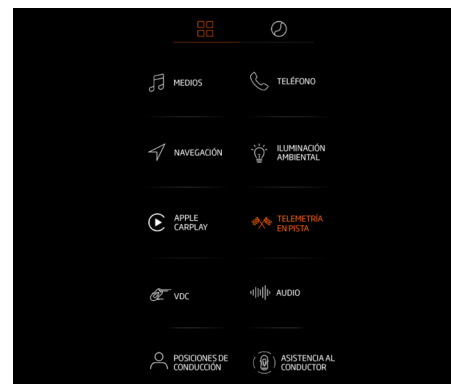 MEDIOS
TELÉFONO
NAVEGACIÓN
ILUMINACIÓN
AMBIENTAL
APPLE
CARPLAY
TELEMETRÍA
EN PISTA
VDC
AUDIO
POSICIONES DE
CONDUCCIÓN
ASISTENCIA AL
CONDUCTOR